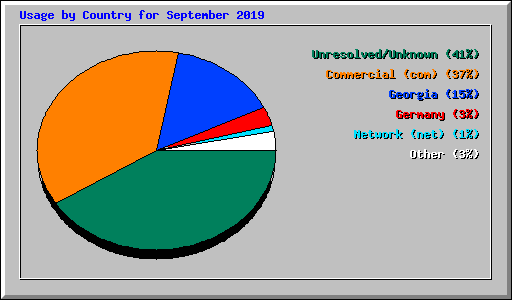 Usage by Country for September 2019
Unresolved/Unknown (41%)
Commercial (com) (37%)
Georgia (15%)
Germany (3%)
Network (net) (1%)
Other (3%)